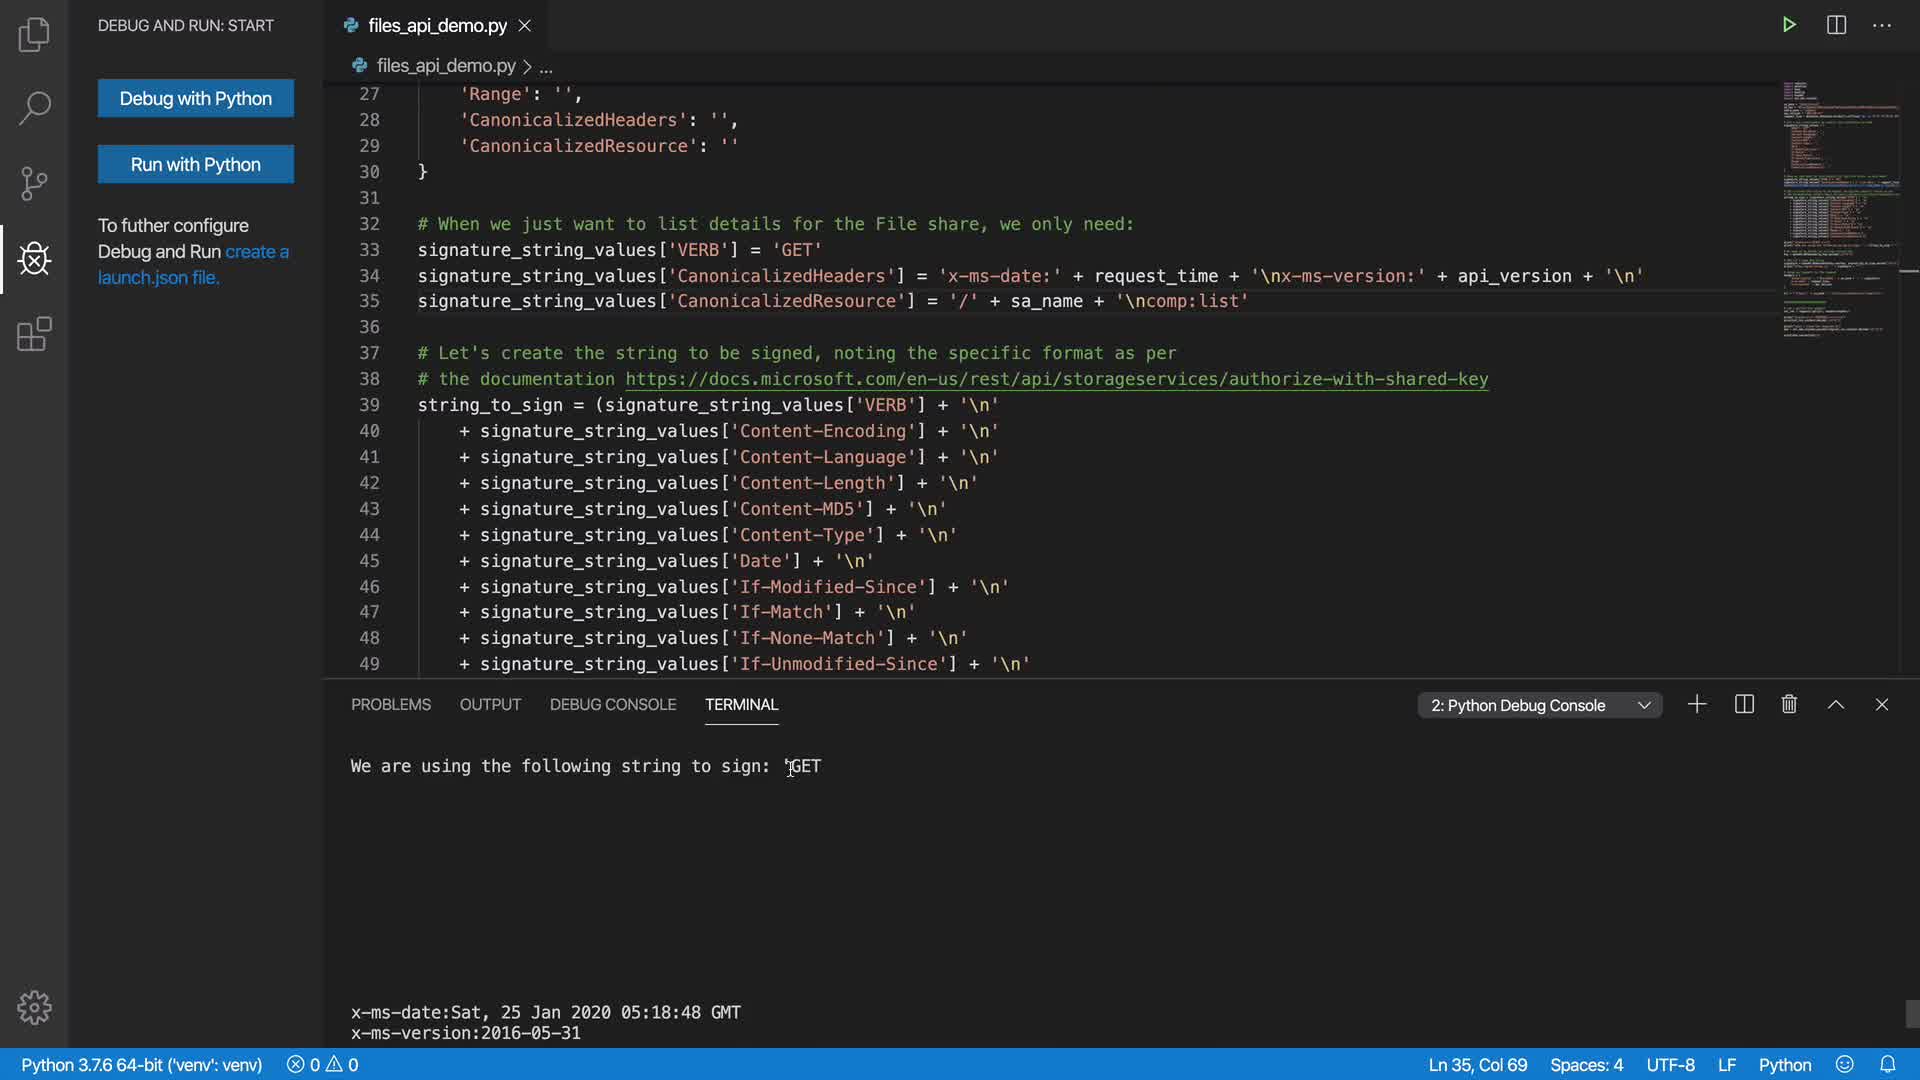 DEBUG AND RUN: START
Debug with Python
Run with Python
To futher configure
Debug and Run create a
launch.json file.
files_api_demo.py
files_api_demo.py > ...
27 'Range': '',
28 'CanonicalizedHeaders': '',
29 'CanonicalizedResource': ''
30 }
31
32 # When we just want to list details for the File share, we only need:
33 signature_string_values['VERB'] = 'GET'
34 signature_string_values['CanonicalizedHeaders'] = 'x-ms-date:' + request_time + '\nx-ms-version:' + api_version + '\n'
35 signature_string_values['CanonicalizedResource'] = '/' + sa_name + '\ncomp:list'
36
37 # Let's create the string to be signed, noting the specific format as per
38 # the documentation https://docs.microsoft.com/en-us/rest/api/storageservices/authorize-with-shared-key
39 string_to_sign = (signature_string_values['VERB'] + '\n'
40 + signature_string_values['Content-Encoding'] + '\n'
41 + signature_string_values['Content-Language'] + '\n'
42 + signature_string_values['Content-Length'] + '\n'
43 + signature_string_values['Content-MD5'] + '\n'
44 + signature_string_values['Content-Type'] + '\n'
45 + signature_string_values['Date'] + '\n'
46 + signature_string_values['If-Modified-Since'] + '\n'
47 + signature_string_values['If-Match'] + '\n'
48 + signature_string_values['If-None-Match'] + '\n'
49 + signature_string_values['If-Unmodified-Since'] + '\n'
PROBLEMS OUTPUT DEBUG CONSOLE TERMINAL 2: Python Debug Console
We are using the following string to sign: 'GET
x-ms-date:Sat, 25 Jan 2020 05:18:48 GMT
x-ms-version:2016-05-31
Python 3.7.6 64-bit ('venv': venv) 0 0 Ln 35, Col 69 Spaces: 4 UTF-8 LF Python